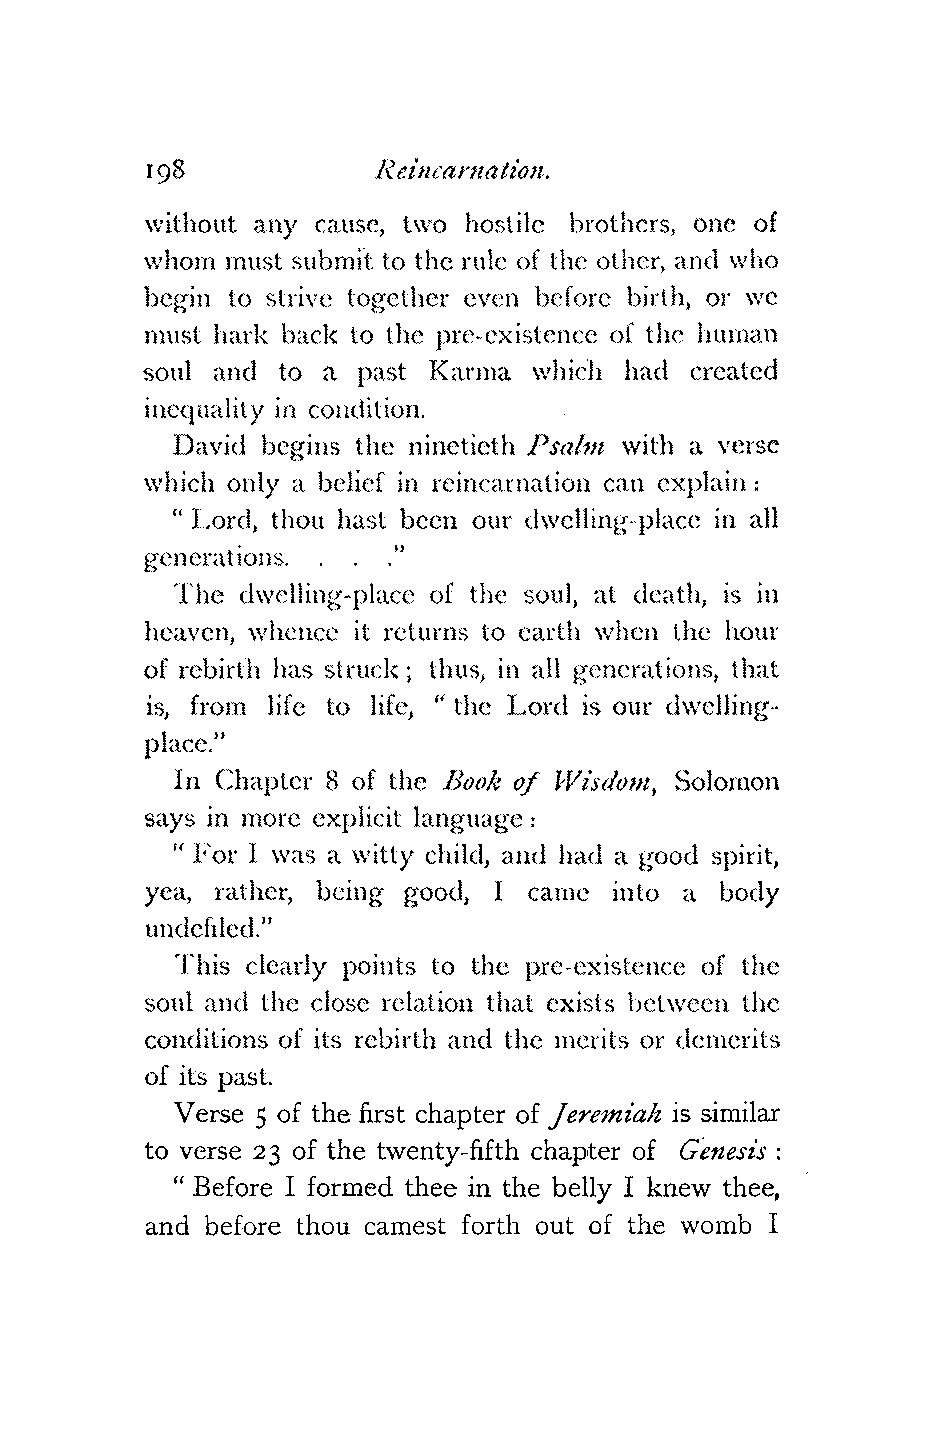 198 Reincarnation.
without any cause, two hostile brothers, one of
whom must submit to the rule of the other, and who
begin to strive together even before birth, or we
must hark back to the pre-existence of the human
soul and to a past Karma which had created
inequality in condition.
David begins the ninetieth Psalm with a verse
which only a belief in reincarnation can explain :
“ Lord, thou hast been our dwelling-place in all
generations. . . .”
The dwelling-place of the soul, at death, is in
heaven, whence it returns to earth when the hour
of rebirth has struck ; thus, in all generations, that
is, from life to life, “ the Lord is our dwelling-
place.”
In Chapter 8 of the Book of Wisdom, Solomon
says in more explicit language :
“ For I was a witty child, and had a good spirit,
yea, rather, being good, I came into a body
undefiled.”
This clearly points to the pre-existence of the
soul and the close relation that exists between the
conditions of its rebirth and the merits or demerits
of its past.
Verse 5 of the first chapter of Jeremiah is similar
to verse 23 of the twenty-fifth chapter of Genesis :
“ Before I formed thee in the belly I knew thee,
and before thou camest forth out of the womb I